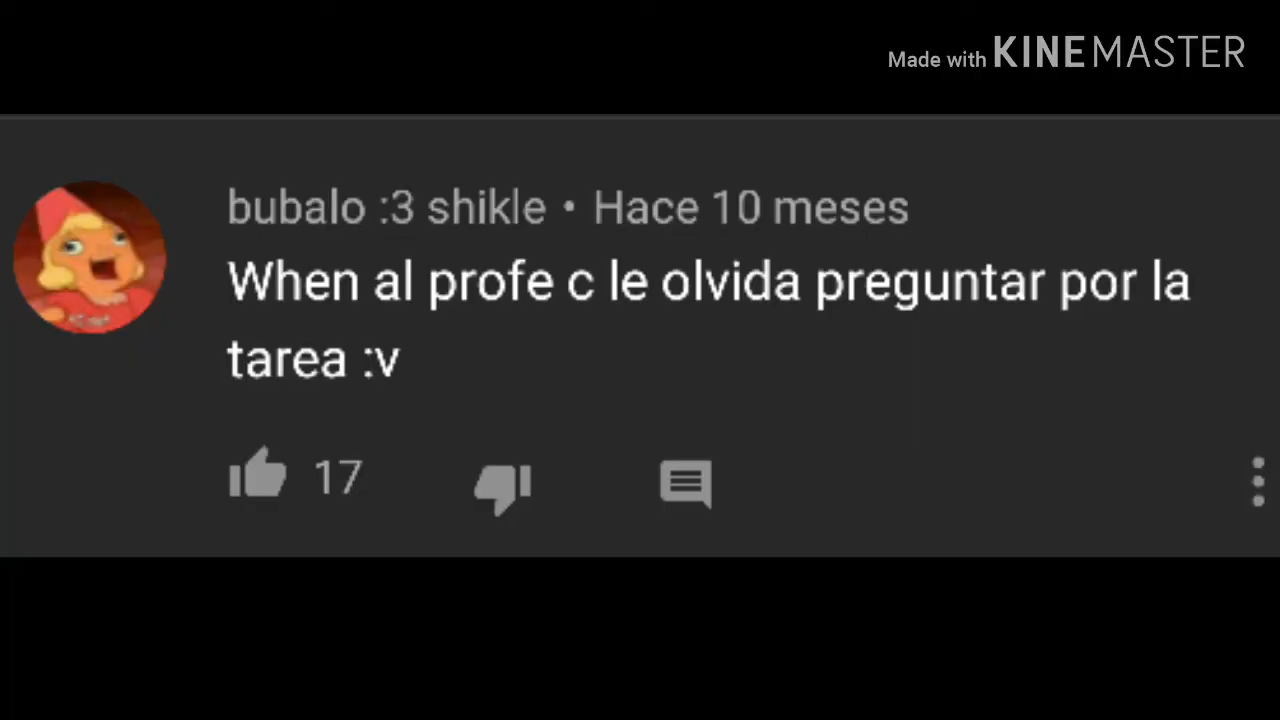 Made with KINEMASTER
bubalo :3 shikle • Hace 10 meses
When al profe c le olvida preguntar por la
tarea :v
17